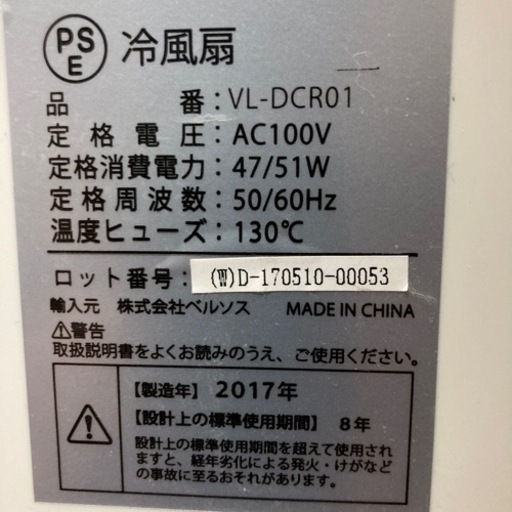 PS
E 冷風扇
品番:VL-DCR01
定格電圧:AC100V
定格消費電力:47/51W
定格周波数:50/60Hz
温度ヒューズ:130℃
ロット番号: (W)D-170510-00053
輸入元 株式会社ベルソス MADE IN CHINA
⚠警告
取扱説明書をよくお読みのうえ、ご使用ください。
【製造年】2017年
【設計上の標準使用期間】8年
設計上の標準使用期間を超えて使用されま
すと、経年劣化による発火・けがなど
の事故に至るおそれがあります。